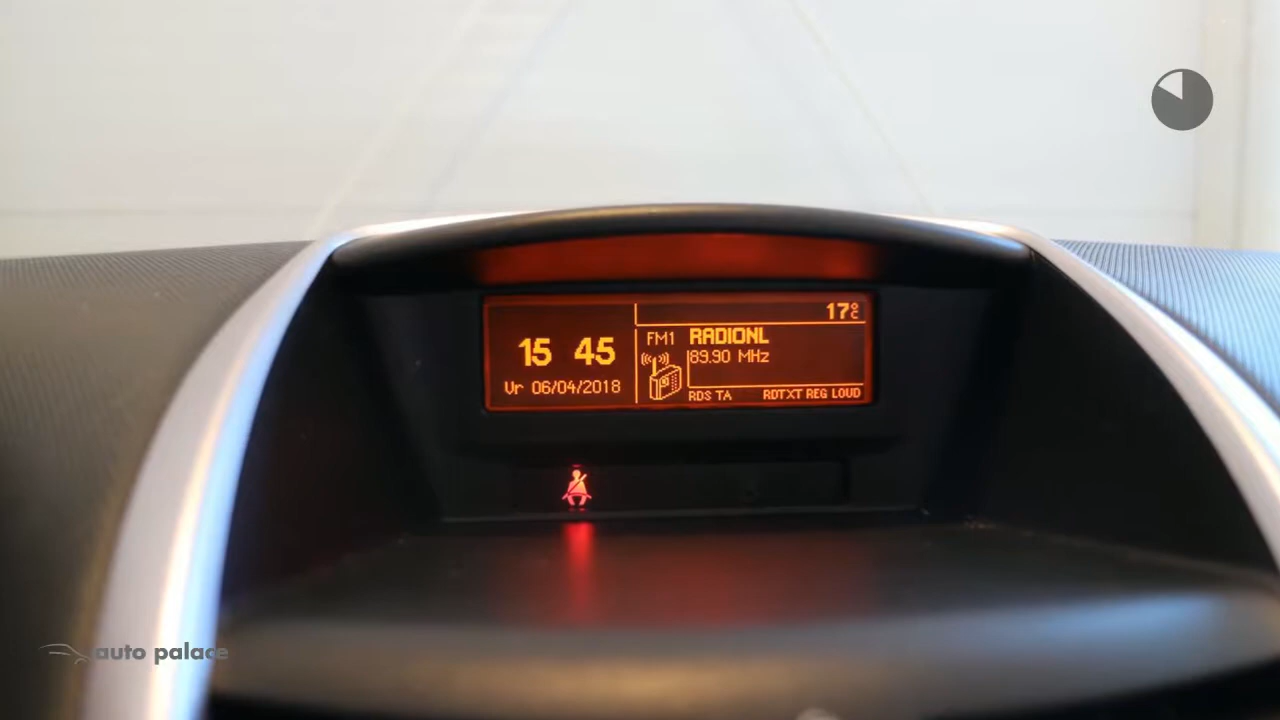 17°C
15 45
FM1 RADIONL
89.90 MHz
Vr 06/04/2018
RDS TA RDTXT REG LOUD
auto palace